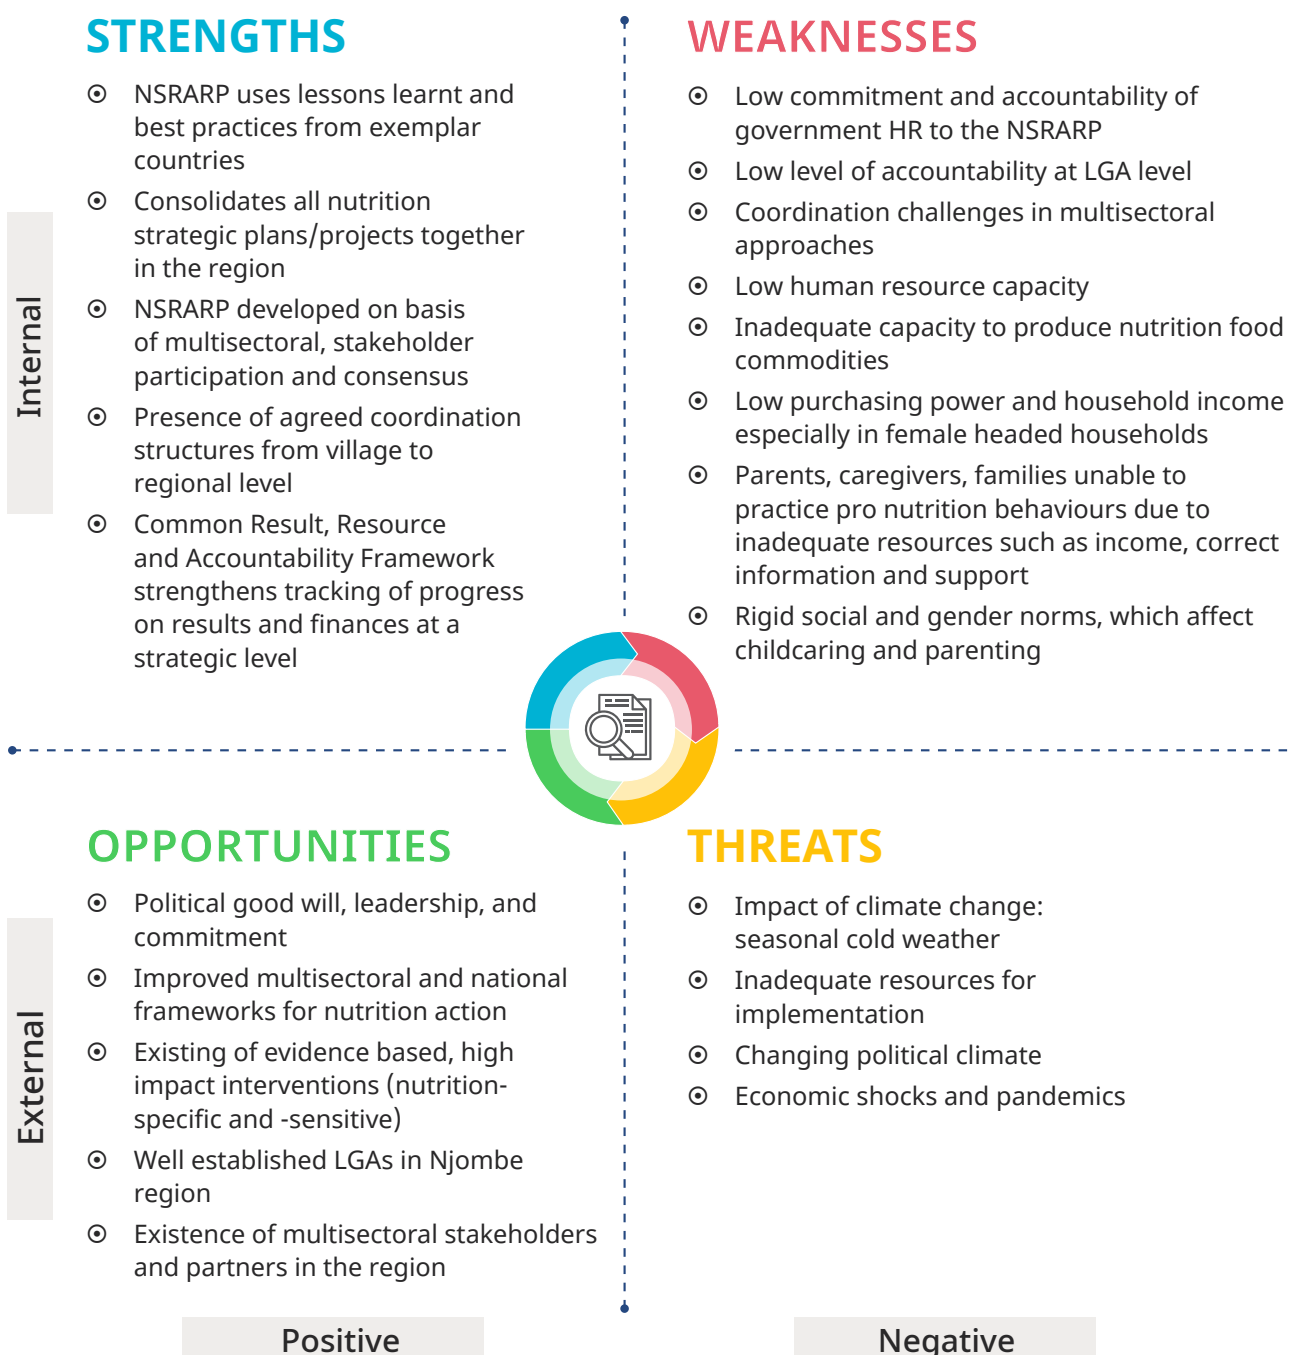 STRENGTHS
NSRARP uses lessons learnt and
best practices from exemplar
countries
Consolidates all nutrition
strategic plans/projects together
in the region
NSRARP developed on basis
of multisectoral, stakeholder
participation and consensus
Presence of agreed coordination
structures from village to
regional level
Common Result, Resource
and Accountability Framework
strengthens tracking of progress
on results and finances at a
strategic level
WEAKNESSES
Low commitment and accountability of
government HR to the NSRARP
Low level of accountability at LGA level
Coordination challenges in multisectoral
approaches
Low human resource capacity
Inadequate capacity to produce nutrition food
commodities
Low purchasing power and household income
especially in female headed households
Parents, caregivers, families unable to
practice pro nutrition behaviours due to
inadequate resources such as income, correct
information and support
Rigid social and gender norms, which affect
childcaring and parenting
Internal
OPPORTUNITIES
Political good will, leadership, and
commitment
Improved multisectoral and national
frameworks for nutrition action
Existing of evidence based, high
impact interventions (nutrition-
specific and -sensitive)
Well established LGAs in Njombe
region
Existence of multisectoral stakeholders
and partners in the region
THREATS
Impact of climate change:
seasonal cold weather
Inadequate resources for
implementation
Changing political climate
Economic shocks and pandemics
External
Positive
Negative